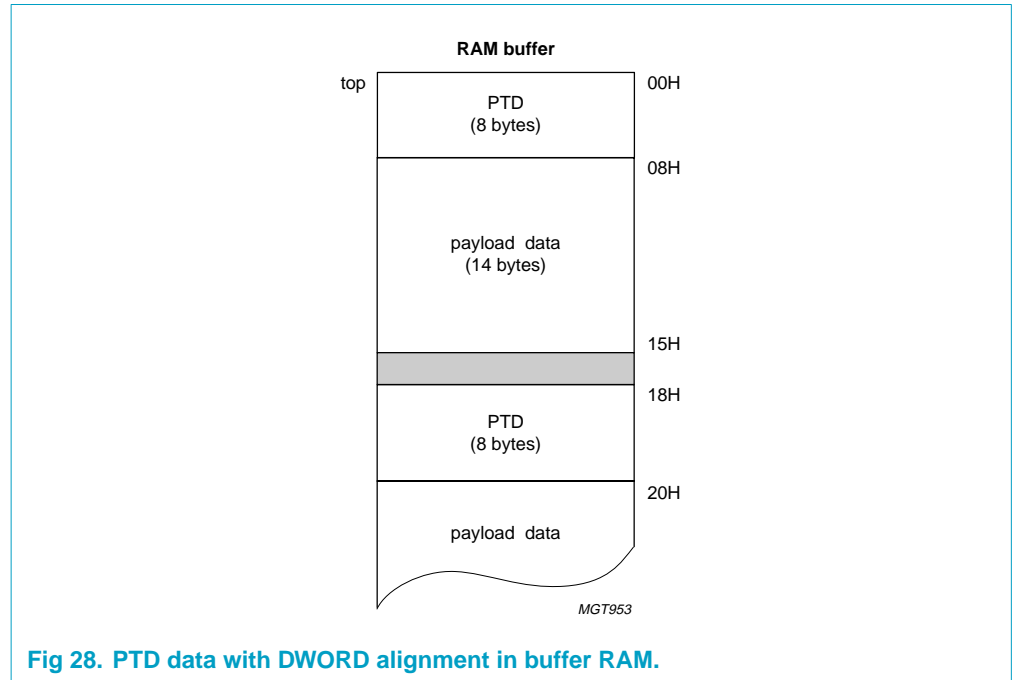 RAM buffer
top
00H
PTD
(8 bytes)
08H
payload data
(14 bytes)
15H
18H
PTD
(8 bytes)
20H
payload data
MGT953
Fig 28. PTD data with DWORD alignment in buffer RAM.